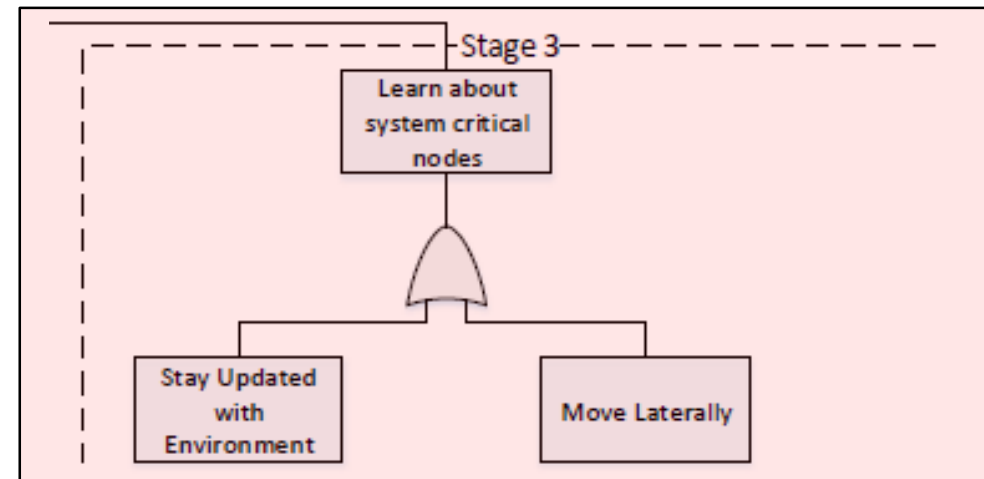 Stage 3
Learn about
system critical
nodes
Stay Updated
with
Environment
Move Laterally